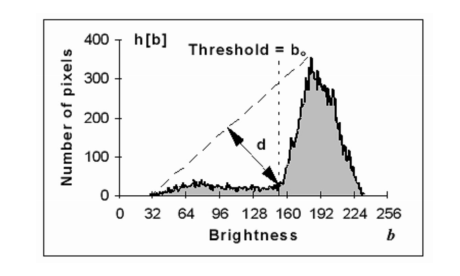 400
h[b]
Threshold = bₒ
300
200
100
0
d
Number of pixels
0 32 64 96 128 160 192 224 256
Brightness
b